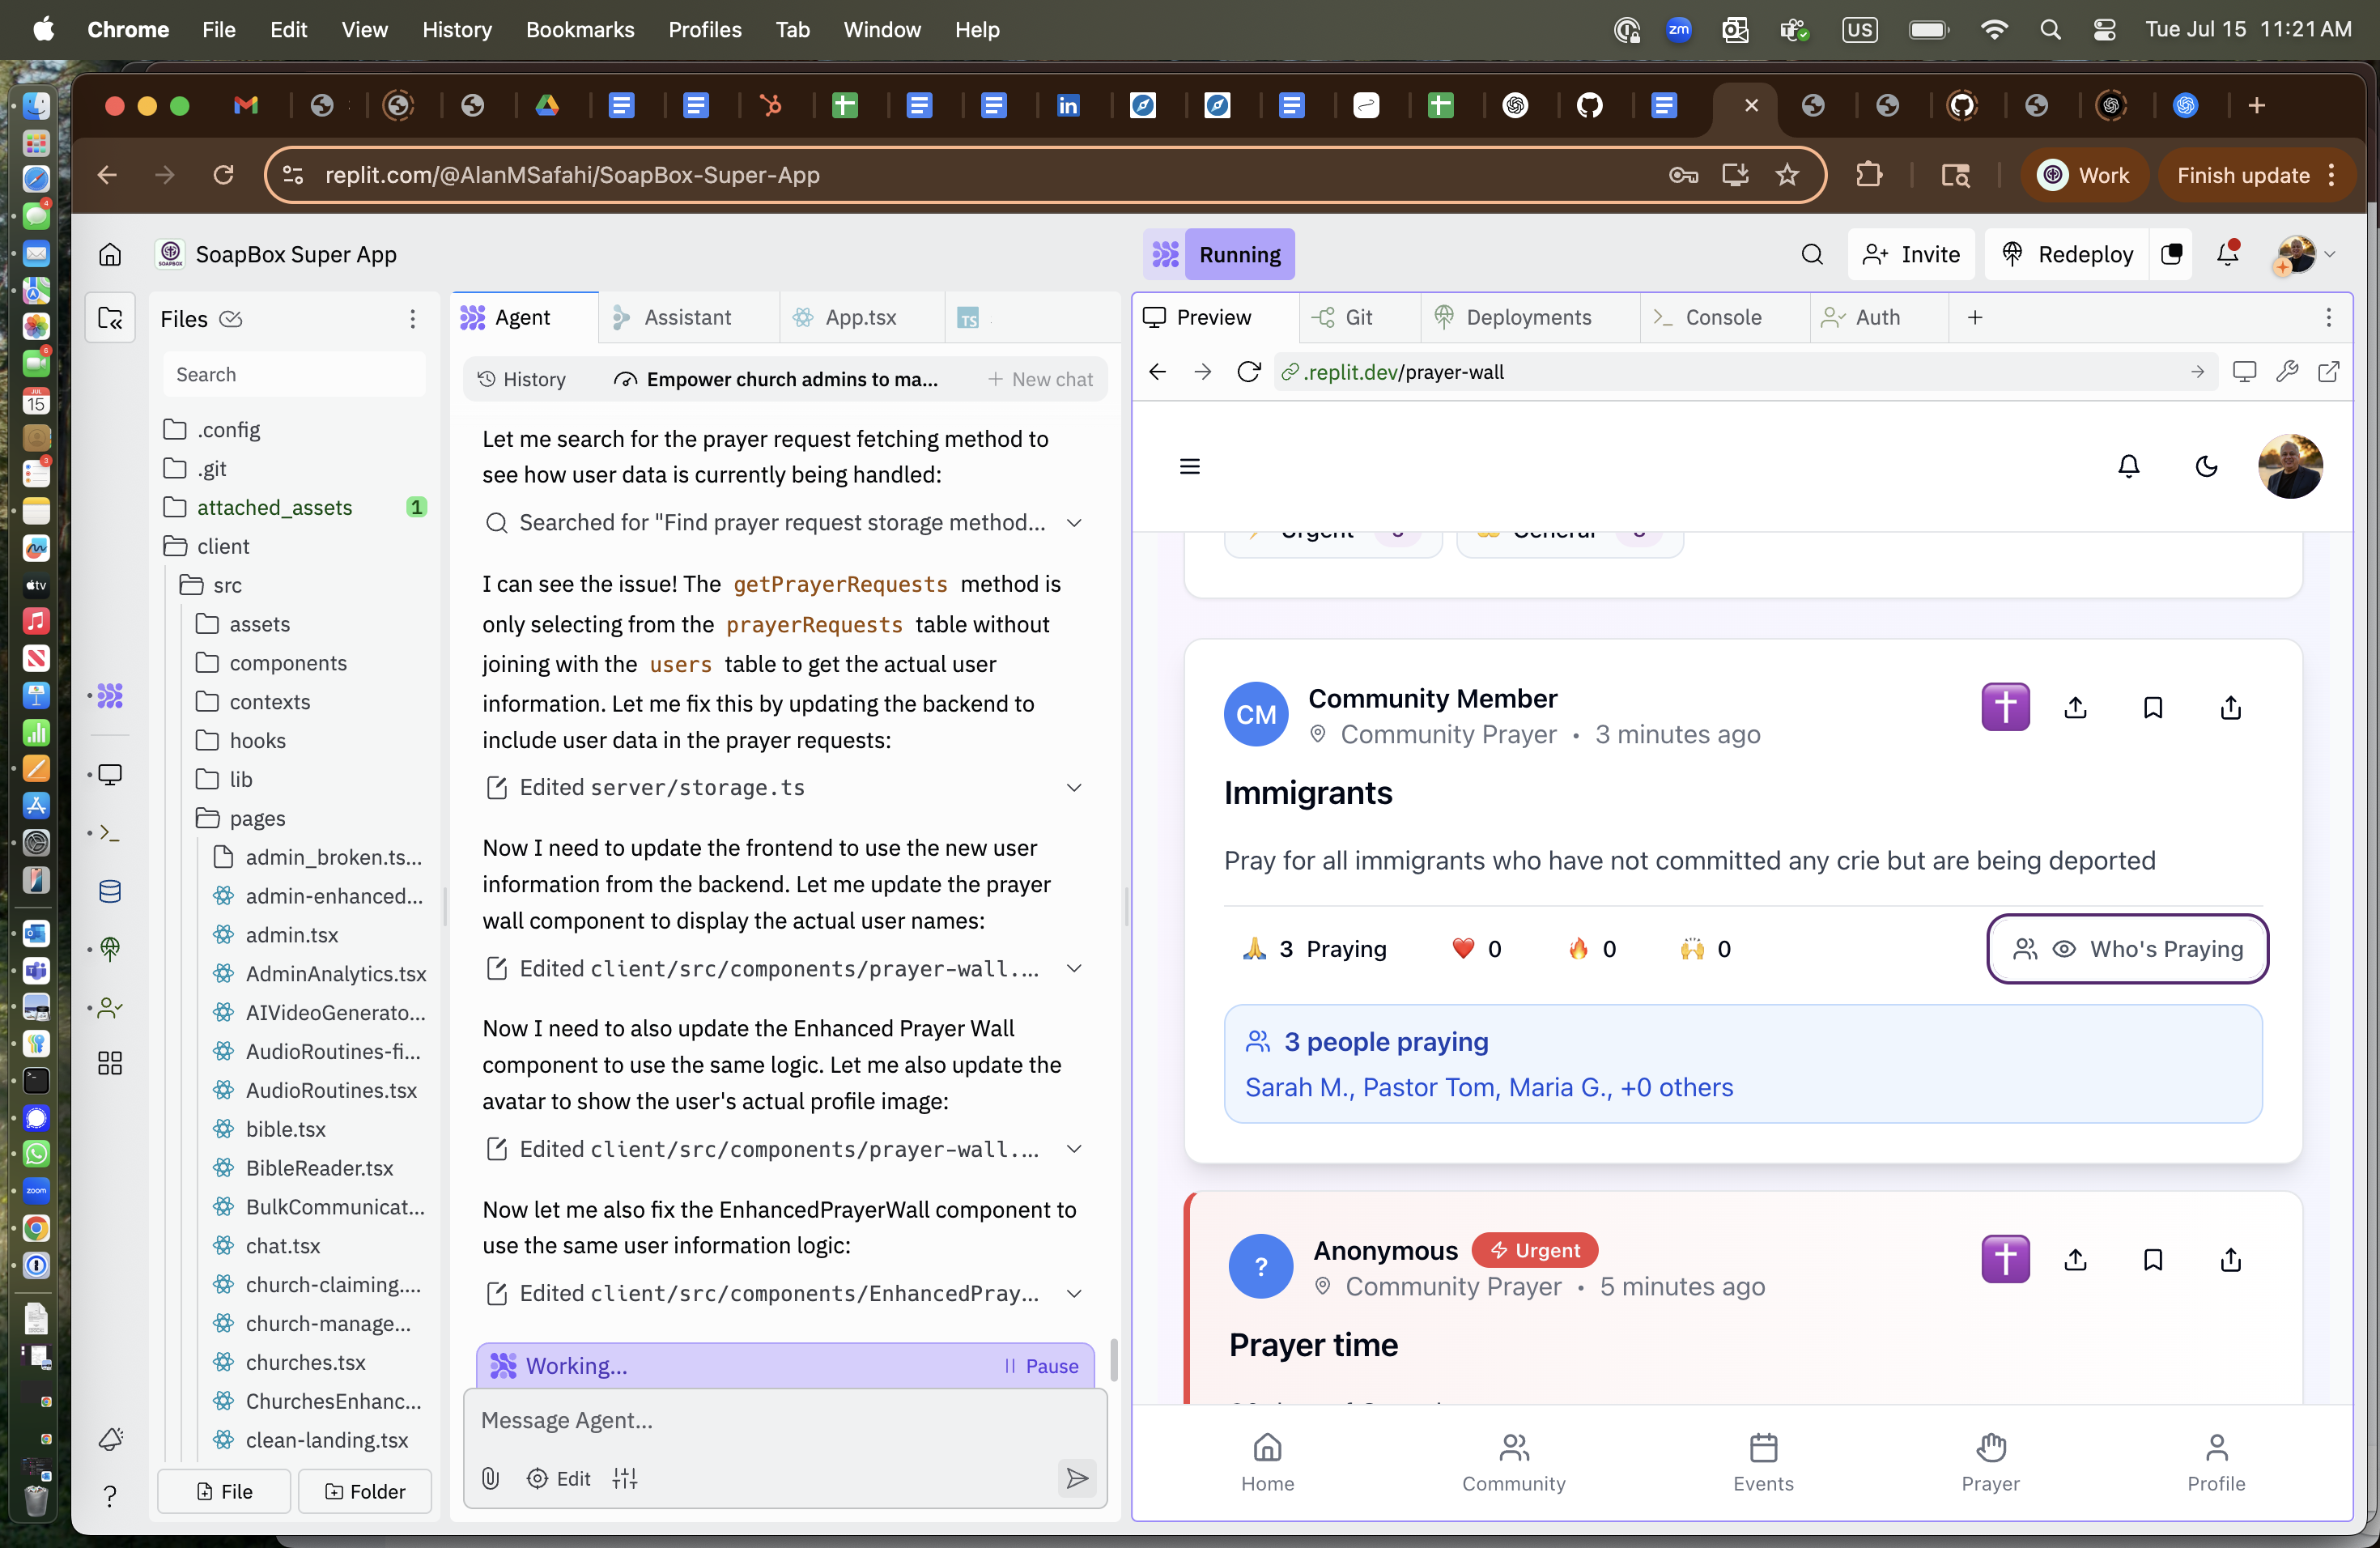 Chrome File Edit View History Bookmarks Profiles Tab Window Help
zm US Tue Jul 15 11:21 AM
replit.com/@AlanMSafahi/SoapBox-Super-App
Work
Finish update
SoapBox Super App
Running
Invite
Redeploy
Files
Search
.config
.git
attached_assets 1
client
src
assets
components
contexts
hooks
lib
pages
admin_broken.ts...
admin-enhanced...
admin.tsx
AdminAnalytics.tsx
AIVideoGenerato...
AudioRoutines-fi...
AudioRoutines.tsx
bible.tsx
BibleReader.tsx
BulkCommunicat...
chat.tsx
church-claiming....
church-manage...
churches.tsx
ChurchesEnhanc...
clean-landing.tsx
File
Folder
Agent
Assistant
App.tsx
TS
History
Empower church admins to ma...
New chat
Let me search for the prayer request fetching method to
see how user data is currently being handled:
Searched for "Find prayer request storage method...
I can see the issue! The getPrayerRequests method is
only selecting from the prayerRequests table without
joining with the users table to get the actual user
information. Let me fix this by updating the backend to
include user data in the prayer requests:
Edited server/storage.ts
Now I need to update the frontend to use the new user
information from the backend. Let me update the prayer
wall component to display the actual user names:
Edited client/src/components/prayer-wall....
Now I need to also update the Enhanced Prayer Wall
component to use the same logic. Let me also update the
avatar to show the user's actual profile image:
Edited client/src/components/prayer-wall....
Now let me also fix the EnhancedPrayerWall component to
use the same user information logic:
Edited client/src/components/EnhancedPray...
Working...
Pause
Message Agent...
Edit
Preview
Git
Deployments
Console
Auth
.replit.dev/prayer-wall
Urgent
General
CM
Community Member
Community Prayer • 3 minutes ago
Immigrants
Pray for all immigrants who have not committed any crie but are being deported
3 Praying
0
0
0
Who's Praying
3 people praying
Sarah M., Pastor Tom, Maria G., +0 others
?
Anonymous
Urgent
Community Prayer • 5 minutes ago
Prayer time
Home
Community
Events
Prayer
Profile